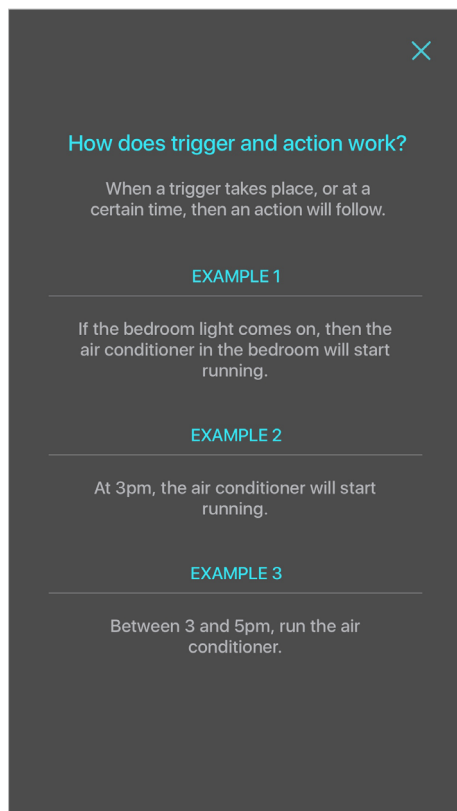 How does trigger and action work?
When a trigger takes place, or at a
certain time, then an action will follow.
EXAMPLE 1
If the bedroom light comes on, then the
air conditioner in the bedroom will start
running.
EXAMPLE 2
At 3pm, the air conditioner will start
running.
EXAMPLE 3
Between 3 and 5pm, run the air
conditioner.